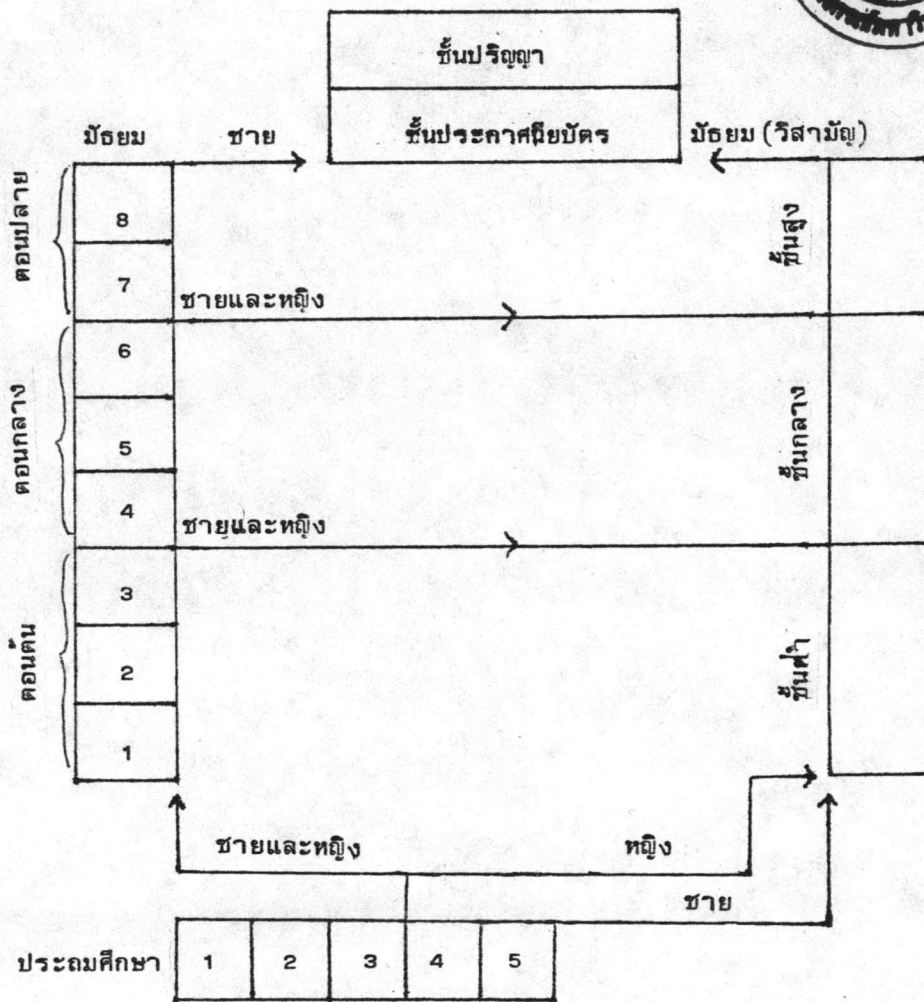 ชั้นปริญญา
มัธยม ชาย ชั้นประกาศนียบัตร มัธยม (วิสามัญ)
ตอนปลาย
8
7
ชายและหญิง
ชั้นสูง
ตอนกลาง
6
5
4
ชายและหญิง
ชั้นกลาง
ตอนต้น
3
2
1
ชั้นต่ำ
ชายและหญิง หญิง
ชาย
ประถมศึกษา 1 2 3 4 5